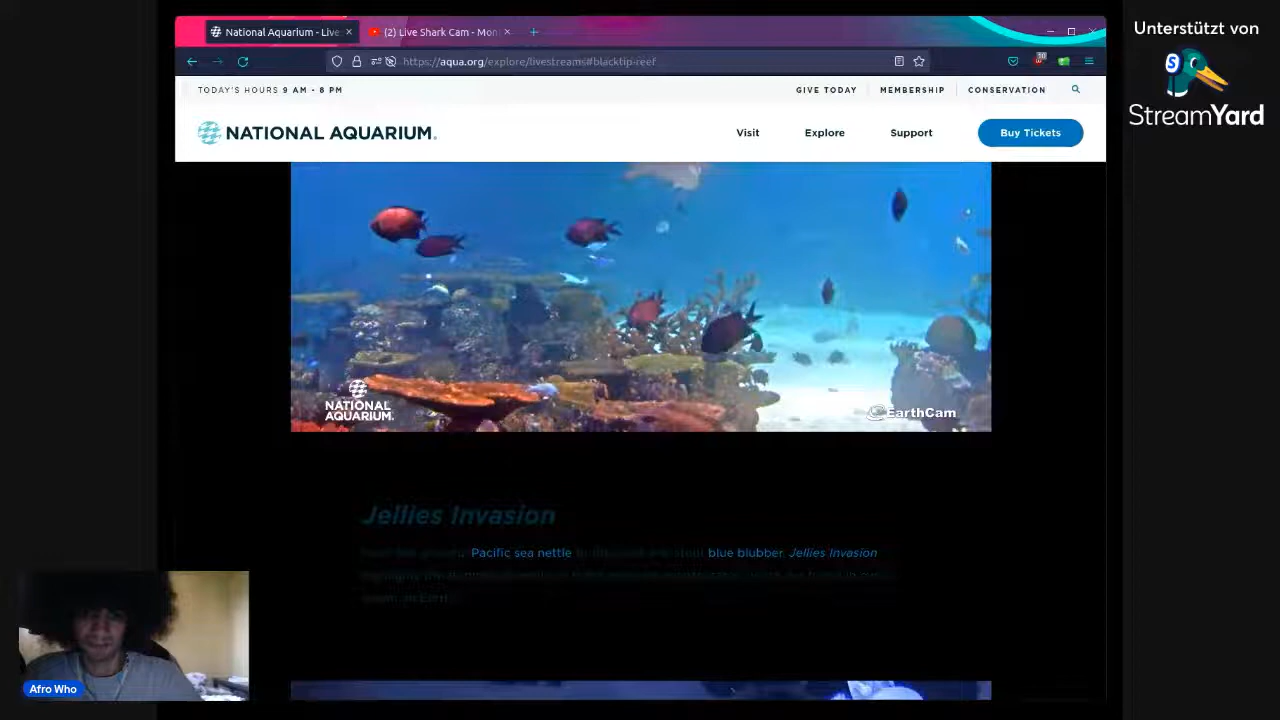 National Aquarium - Live
(2) Live Shark Cam - Mon
Unterstützt von
StreamYard
https://aqua.org/explore/livestreams#blacktip-reef
TODAY'S HOURS 9 AM - 8 PM
GIVE TODAY
MEMBERSHIP
CONSERVATION
NATIONAL AQUARIUM.
Visit
Explore
Support
Buy Tickets
NATIONAL
AQUARIUM.
EarthCam
Jellies Invasion
Pacific sea nettle blue blubber, Jellies Invasion
Afro Who